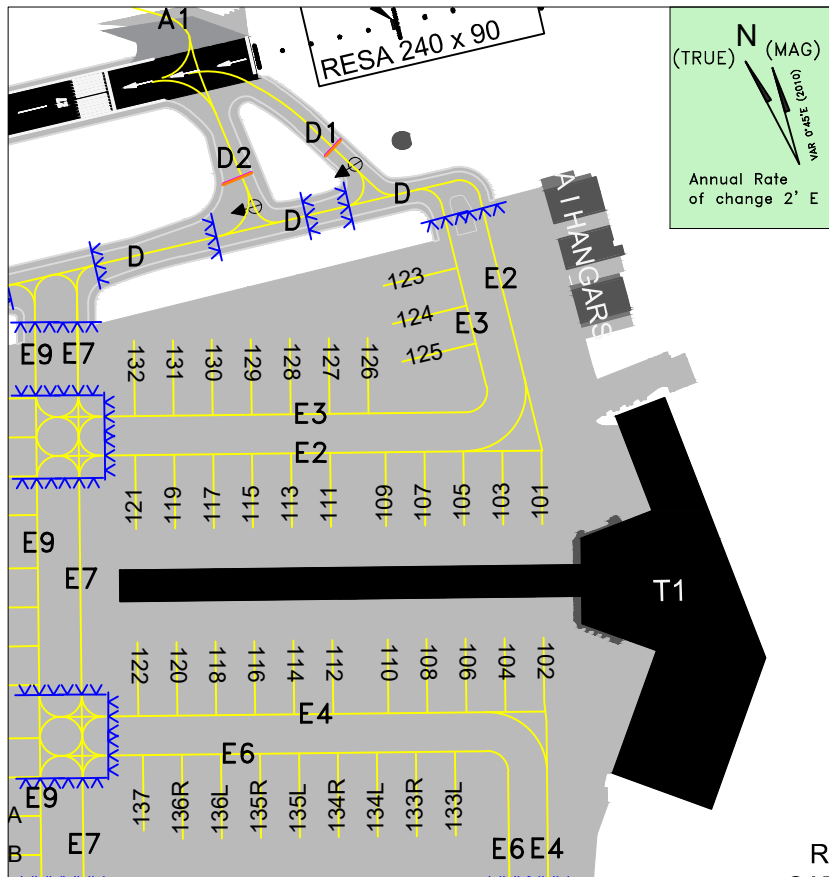 A1
RESA 240 x 90
N
(TRUE)
(MAG)
VAR 0°45'E (2010)
Annual Rate
of change 2' E
D1
D2
D
D
D
A I HANGARS
E2
123
124
E3
125
E9
E7
132
131
130
129
128
127
126
E3
E2
121
119
117
115
113
111
109
107
105
103
101
E9
E7
T1
122
120
118
116
114
112
110
108
106
104
102
E4
E6
137
136R
136L
135R
135L
134R
134L
133R
133L
E9
A
E7
B
E6
E4
R